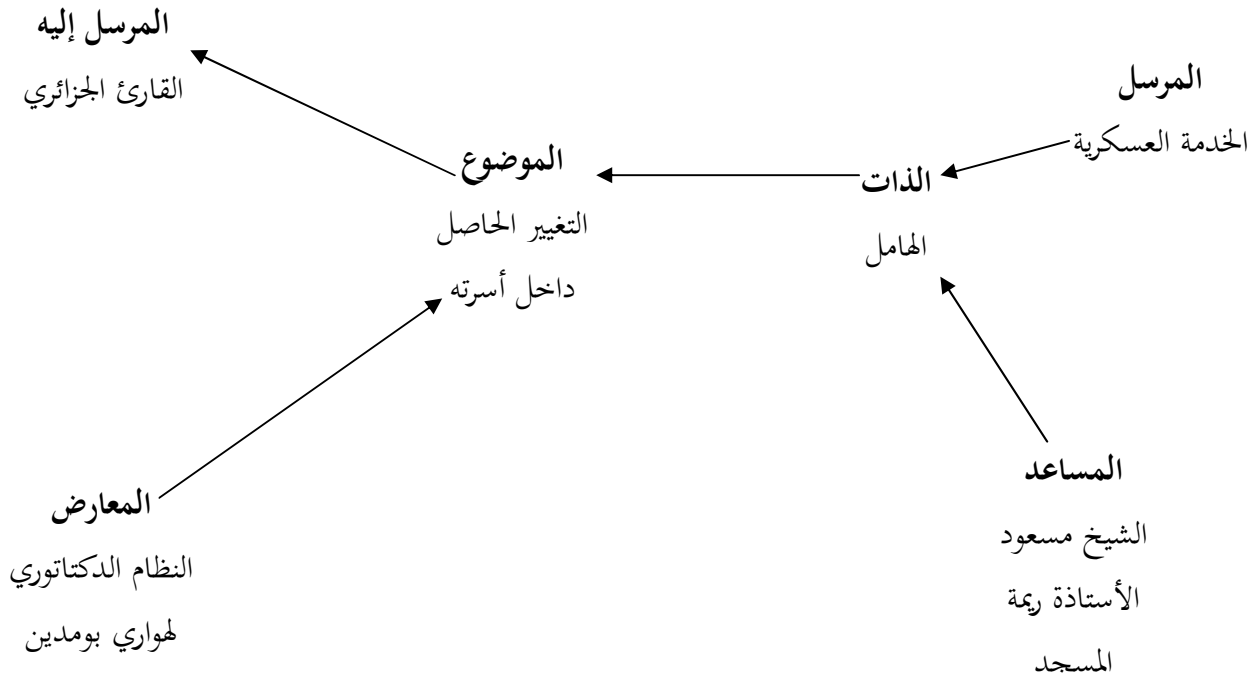 المرسل
الخدمة العسكرية
الذات
الهامل
الموضوع
التغيير الحاصل
داخل أسرته
المرسل إليه
القارئ الجزائري
المساعد
الشيخ مسعود
الأستاذة ريمة
المسجد
المعارض
النظام الدكتاتوري
لهواري بومدين